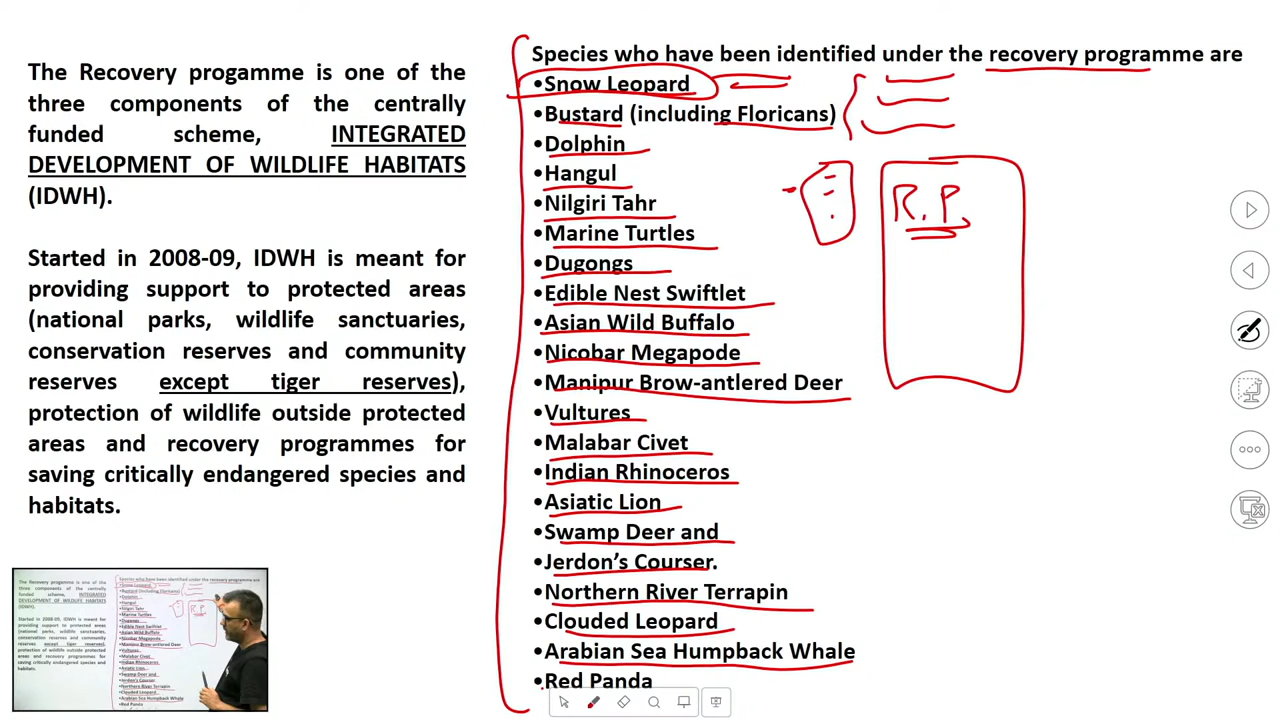 The Recovery progamme is one of the
three components of the centrally
funded scheme, INTEGRATED
DEVELOPMENT OF WILDLIFE HABITATS
(IDWH).
Started in 2008-09, IDWH is meant for
providing support to protected areas
(national parks, wildlife sanctuaries,
conservation reserves and community
reserves except tiger reserves),
protection of wildlife outside protected
areas and recovery programmes for
saving critically endangered species and
habitats.
Species who have been identified under the recovery programme are
•Snow Leopard
•Bustard (including Floricans)
•Dolphin
•Hangul
•Nilgiri Tahr
•Marine Turtles
•Dugongs
•Edible Nest Swiftlet
•Asian Wild Buffalo
•Nicobar Megapode
•Manipur Brow-antlered Deer
•Vultures
•Malabar Civet
•Indian Rhinoceros
•Asiatic Lion
•Swamp Deer and
•Jerdon's Courser.
•Northern River Terrapin
•Clouded Leopard
•Arabian Sea Humpback Whale
•Red Panda
R.P.